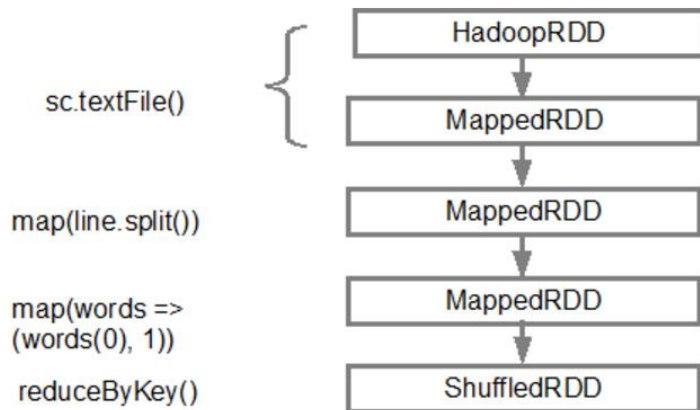 HadoopRDD
sc.textFile()
MappedRDD
map(line.split())
MappedRDD
map(words =>
(words(0), 1))
MappedRDD
reduceByKey()
ShuffledRDD